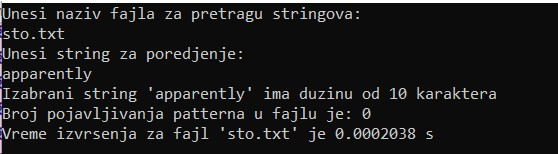 Unesi naziv fajla za pretragu stringova:
sto.txt
Unesi string za poredjenje:
apparently
Izabrani string 'apparently' ima duzinu od 10 karaktera
Broj pojavljivanja patterna u fajlu je: 0
Vreme izvrsenja za fajl 'sto.txt' je 0.0002038 s